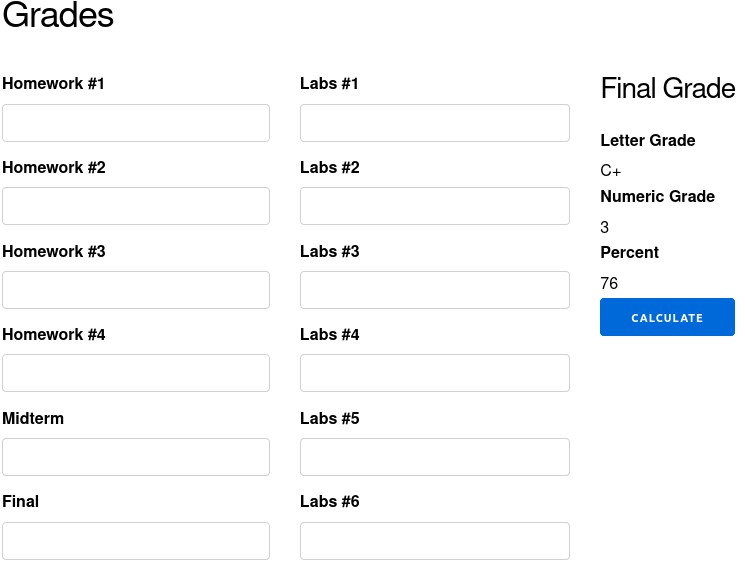 Grades
Homework #1
Homework #2
Homework #3
Homework #4
Midterm
Final
Labs #1
Labs #2
Labs #3
Labs #4
Labs #5
Labs #6
Final Grade
Letter Grade
C+
Numeric Grade
3
Percent
76
CALCULATE